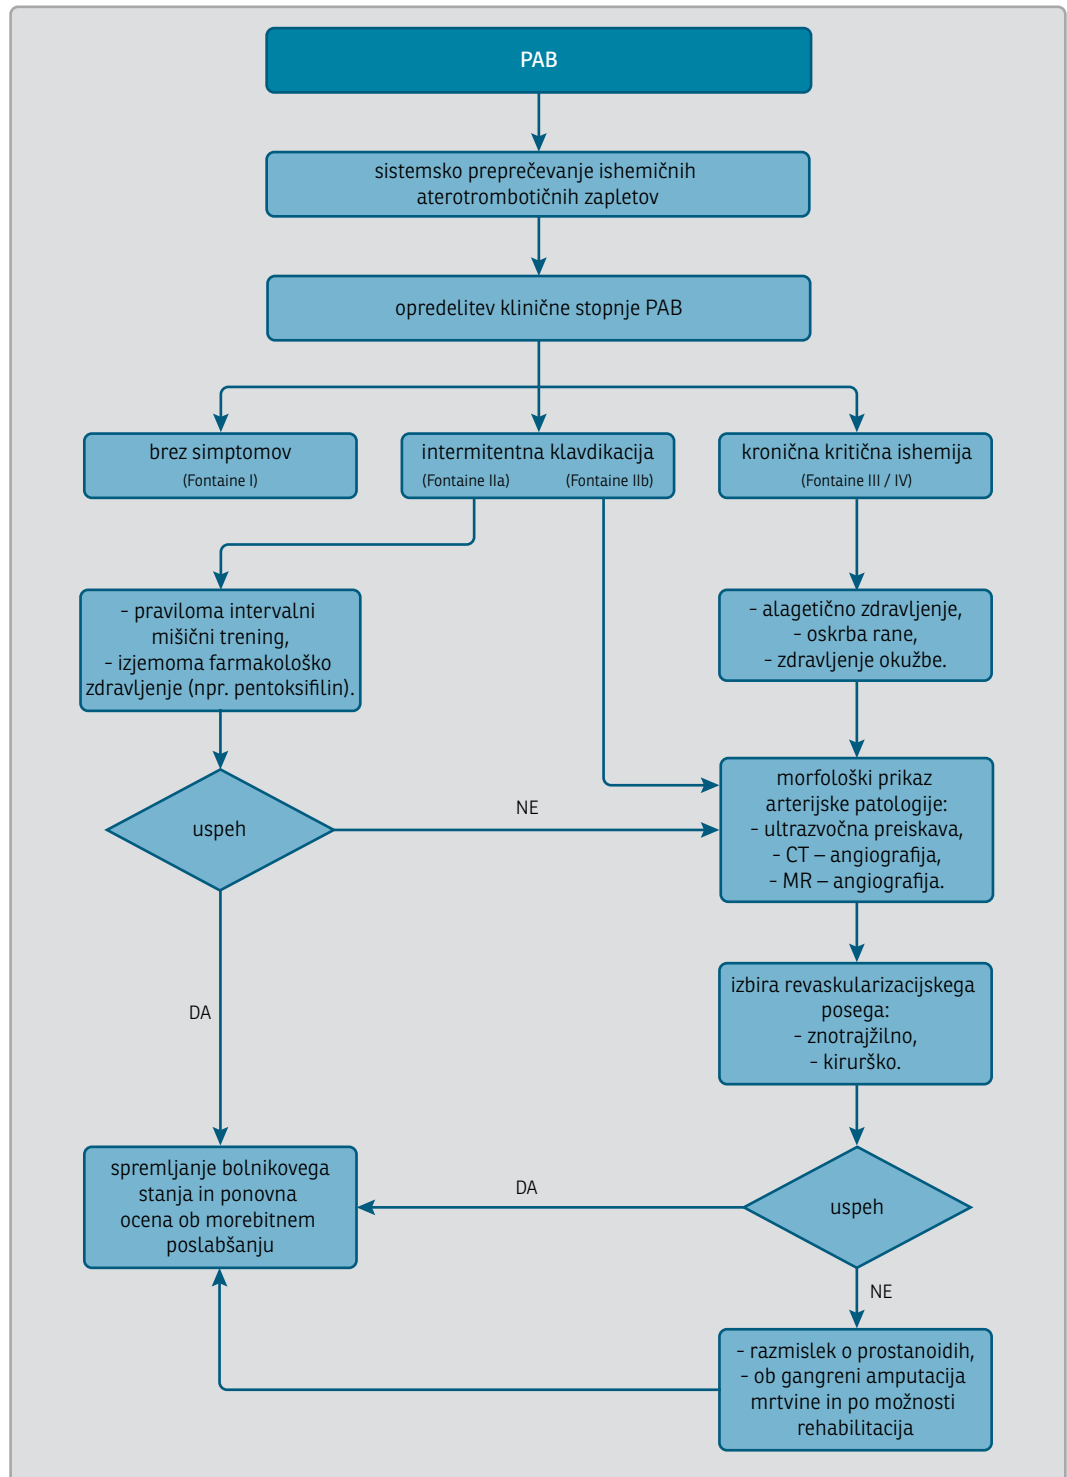 PAB
sistemsko preprečevanje ishemičnih
aterotrombotičnih zapletov
opredelitev klinične stopnje PAB
brez simptomov
(Fontaine I)
intermitentna klavdikacija
(Fontaine IIa) (Fontaine IIb)
kronična kritična ishemija
(Fontaine III / IV)
- praviloma intervalni
mišični trening,
- izjemoma farmakološko
zdravljenje (npr. pentoksifilin).
- alagetično zdravljenje,
- oskrba rane,
- zdravljenje okužbe.
uspeh
NE
morfološki prikaz
arterijske patologije:
- ultrazvočna preiskava,
- CT – angiografija,
- MR – angiografija.
izbira revaskularizacijskega
posega:
- znotrajžilno,
- kirurško.
DA
spremljanje bolnikovega
stanja in ponovna
ocena ob morebitnem
poslabšanju
DA
uspeh
NE
- razmislek o prostanoidih,
- ob gangreni amputacija
mrtvine in po možnosti
rehabilitacija